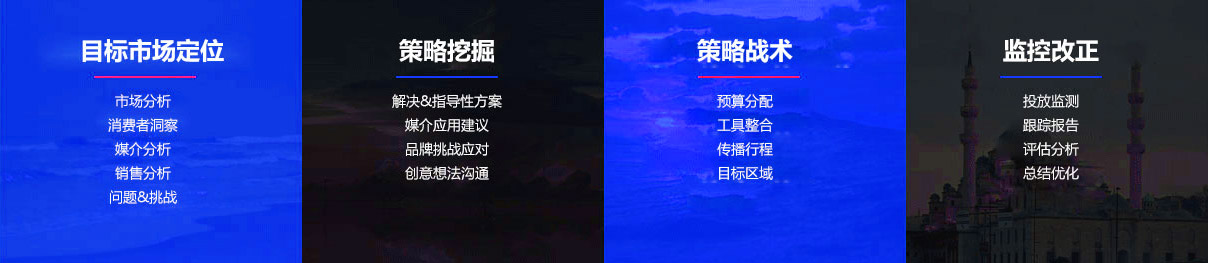 目标市场定位
市场分析
消费者洞察
媒介分析
销售分析
问题&挑战
策略挖掘
解决&指导性方案
媒介应用建议
品牌挑战应对
创意想法沟通
策略战术
预算分配
工具整合
传播行程
目标区域
监控改正
投放监测
跟踪报告
评估分析
总结优化